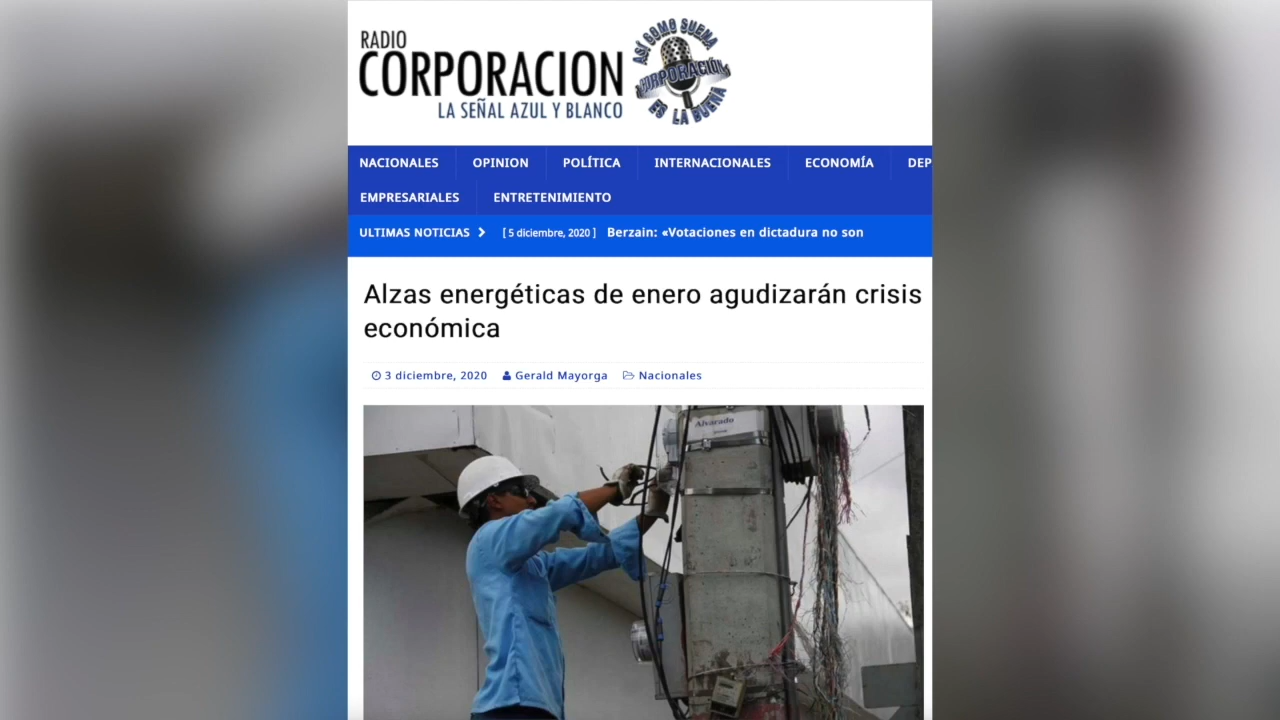 RADIO
CORPORACION
LA SEÑAL AZUL Y BLANCO
ASÍ COMO SUENA
CORPORACIÓN
ES LA BUENA
NACIONALES OPINION POLÍTICA INTERNACIONALES ECONOMÍA DEP
EMPRESARIALES ENTRETENIMIENTO
ULTIMAS NOTICIAS [ 5 diciembre, 2020 ] Berzain: «Votaciones en dictadura no son
Alzas energéticas de enero agudizarán crisis
económica
3 diciembre, 2020 Gerald Mayorga Nacionales
Alvarado